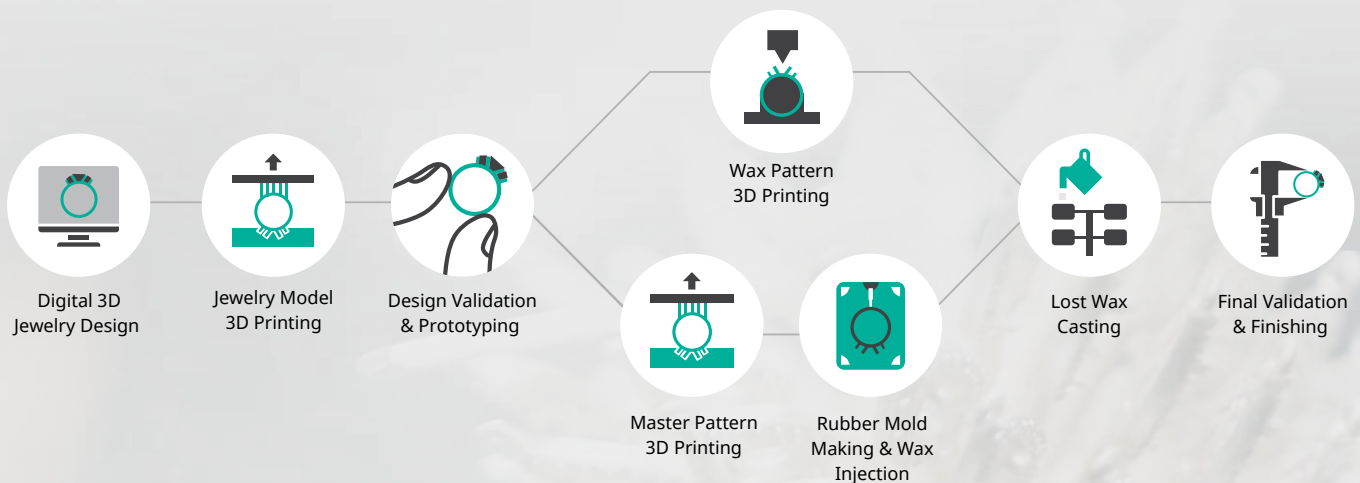 Digital 3D
Jewelry Design
Jewelry Model
3D Printing
Design Validation
& Prototyping
Wax Pattern
3D Printing
Master Pattern
3D Printing
Rubber Mold
Making & Wax
Injection
Lost Wax
Casting
Final Validation
& Finishing